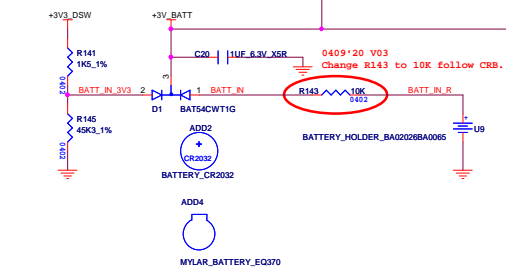 +3V3_DSW
+3V_BATT
R141
1K5_1%
0402
C20
1UF_6.3V_X5R
0409'20 V03
Change R143 to 10K follow CRB.
3
BATT_IN_3V3
2
1
BATT_IN
R143
10K
0402
BATT_IN_R
D1
BAT54CWT1G
R145
45K3_1%
0402
ADD2
+
CR2032
BATTERY_CR2032
+
U9
BATTERY_HOLDER_BA02026BA0065
ADD4
MYLAR_BATTERY_EQ370